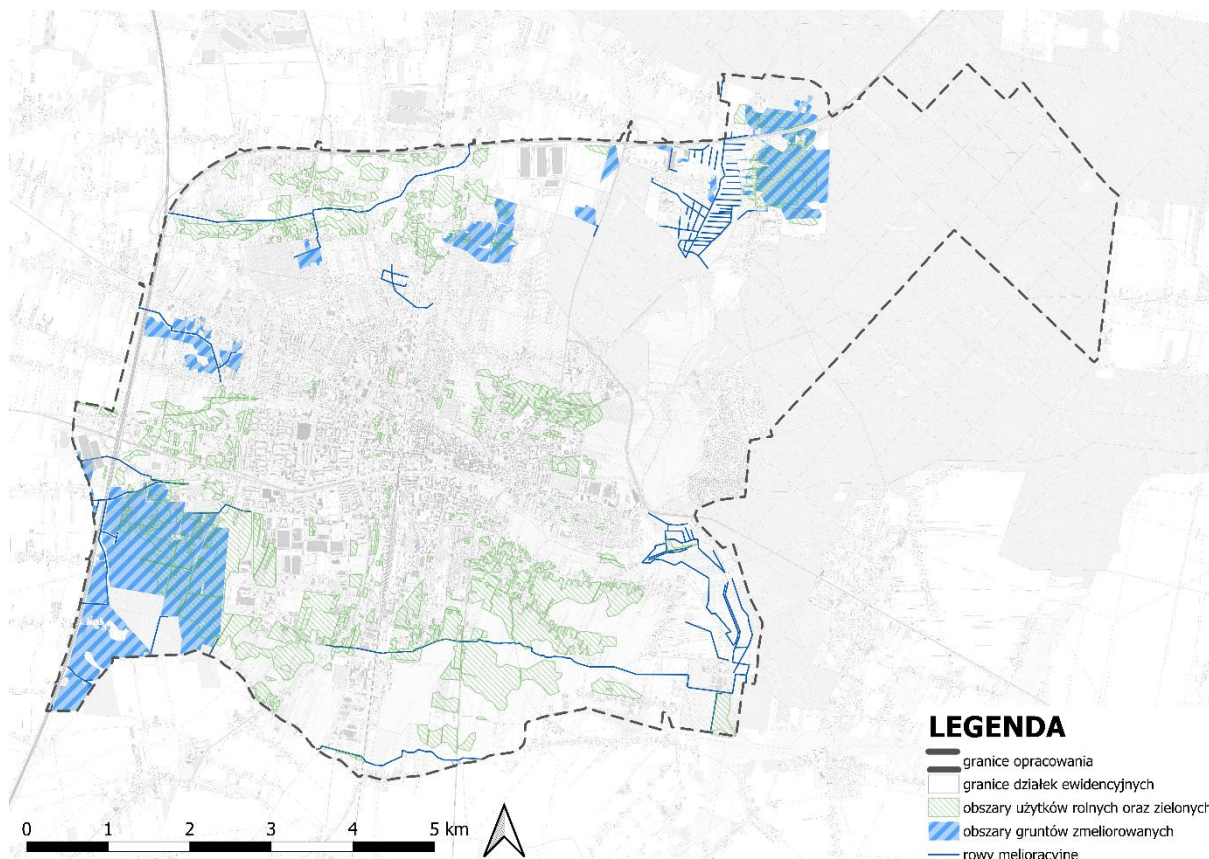 LEGENDA
granice opracowania
granice działek ewidencyjnych
obszary użytków rolnych oraz zielonych
obszary gruntów zmeliorowanych
rowy melioracyjne
0 1 2 3 4 5 km